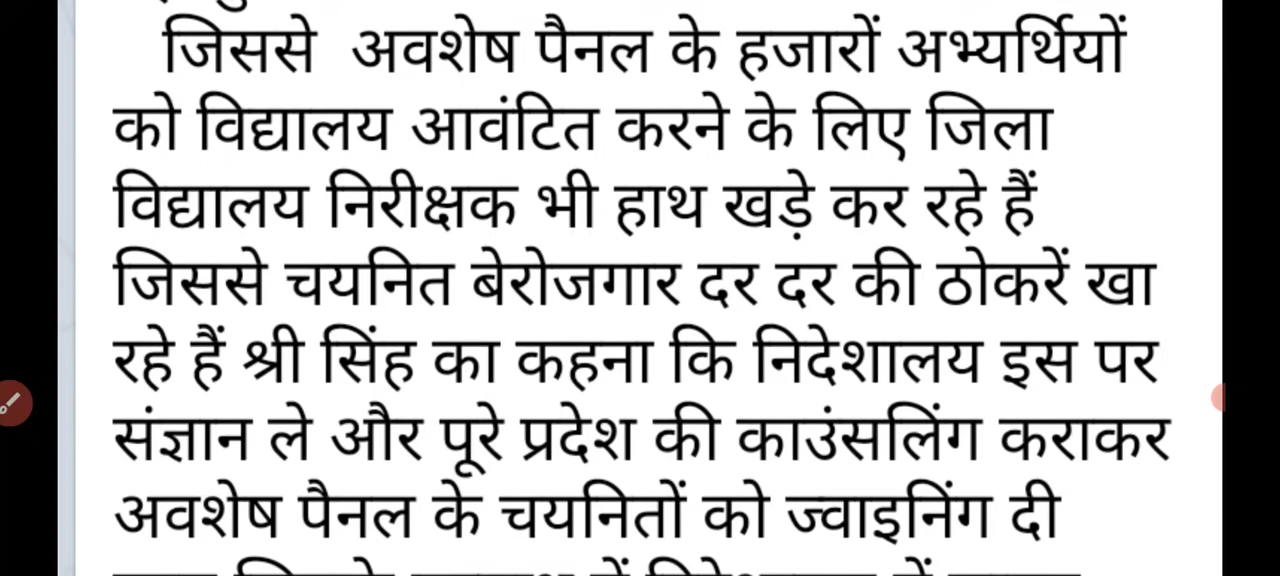 जिससे अवशेष पैनल के हजारों अभ्यर्थियों
को विद्यालय आवंटित करने के लिए जिला
विद्यालय निरीक्षक भी हाथ खड़े कर रहे हैं
जिससे चयनित बेरोजगार दर दर की ठोकरें खा
रहे हैं श्री सिंह का कहना कि निदेशालय इस पर
संज्ञान ले और पूरे प्रदेश की काउंसलिंग कराकर
अवशेष पैनल के चयनितों को ज्वाइनिंग दी